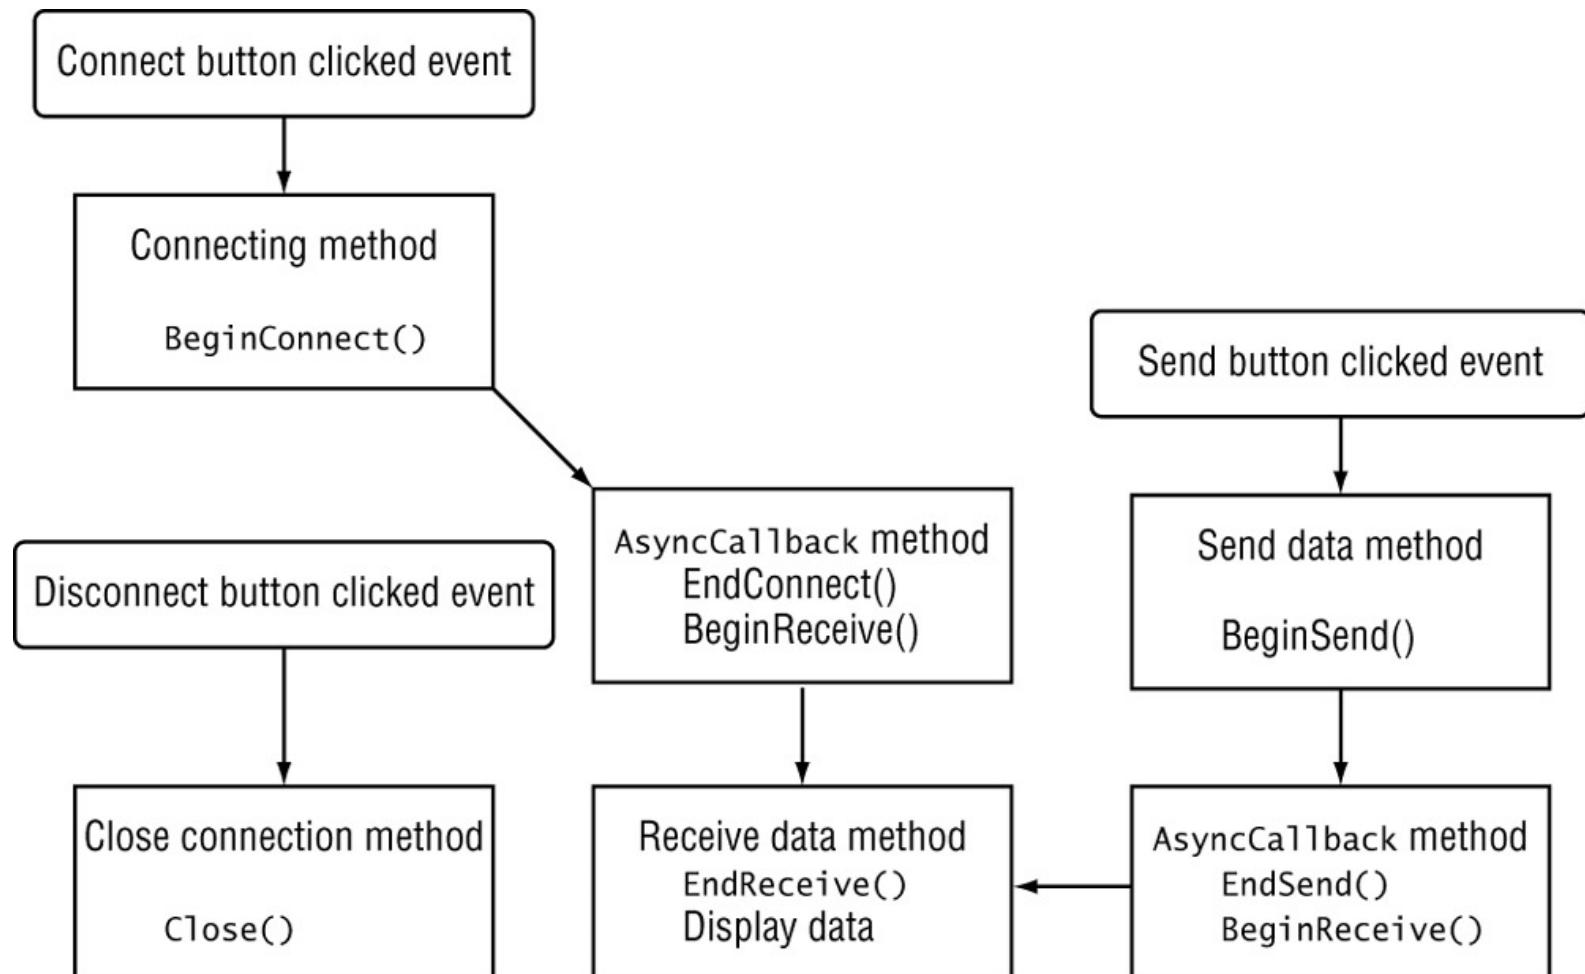 Connect button clicked event
Connecting method
BeginConnect()
Send button clicked event
AsyncCallback method
EndConnect()
BeginReceive()
Send data method
BeginSend()
Disconnect button clicked event
Close connection method
Close()
Receive data method
EndReceive()
Display data
AsyncCallback method
EndSend()
BeginReceive()